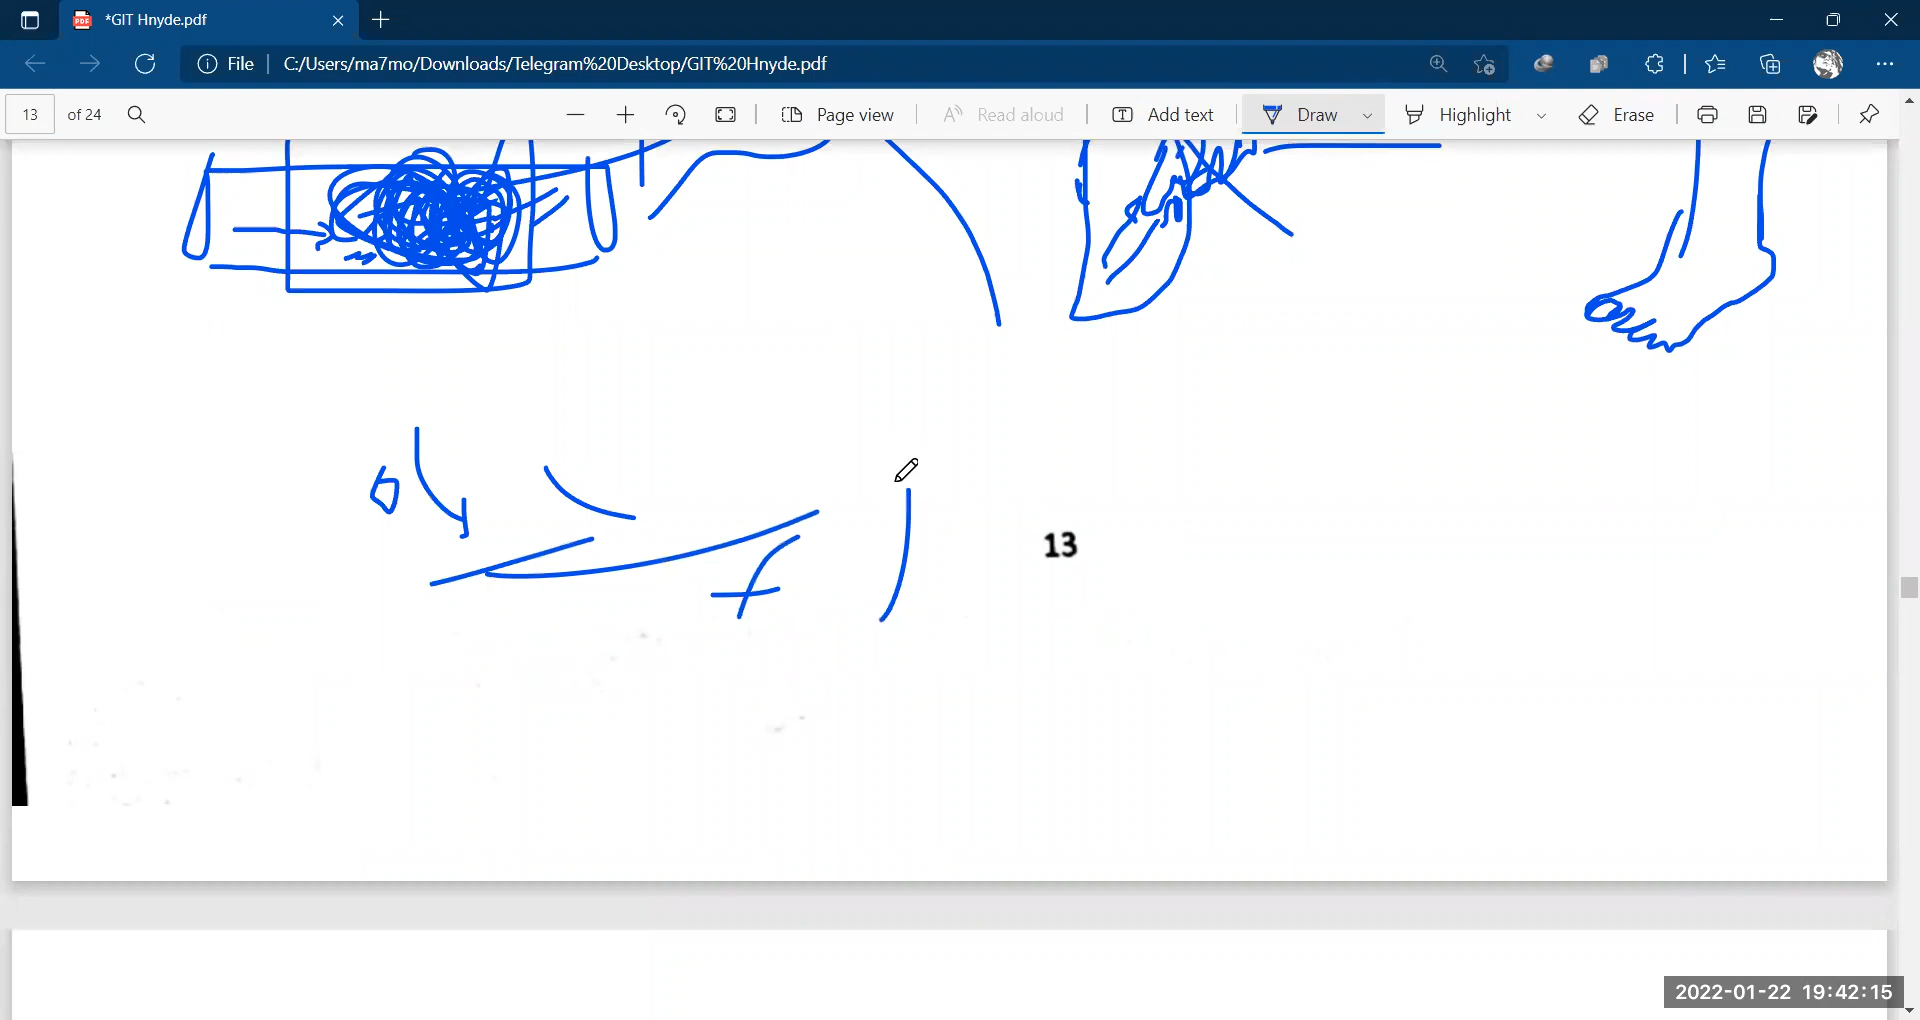 *GIT Hnyde.pdf
File C:/Users/ma7mo/Downloads/Telegram%20Desktop/GIT%20Hnyde.pdf
13 of 24 Page view Read aloud Add text Draw Highlight Erase
13
2022-01-22 19:42:15